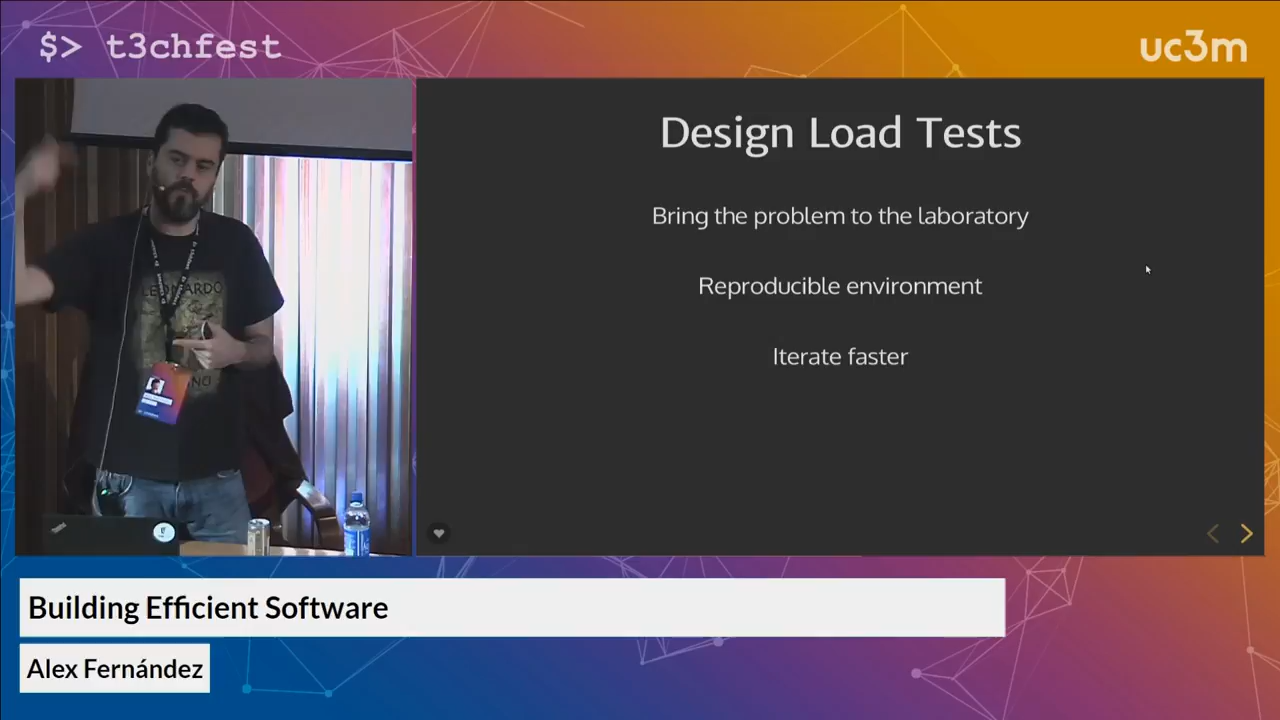 $> t3chfest
uc3m
Design Load Tests
Bring the problem to the laboratory
Reproducible environment
Iterate faster
LEONARDO
Building Efficient Software
Alex Fernández